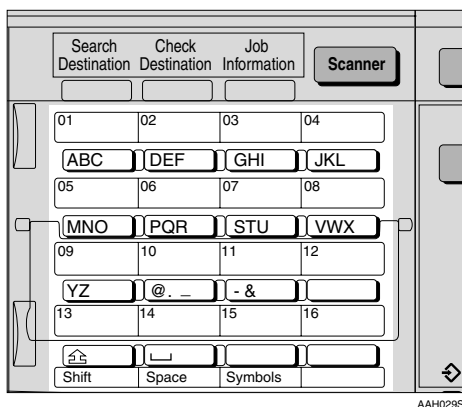 Search Check Job
Destination Destination Information Scanner
01 02 03 04
ABC DEF GHI JKL
05 06 07 08
MNO PQR STU VWX
09 10 11 12
YZ @. _ - &
13 14 15 16
Shift Space Symbols
AAH029S